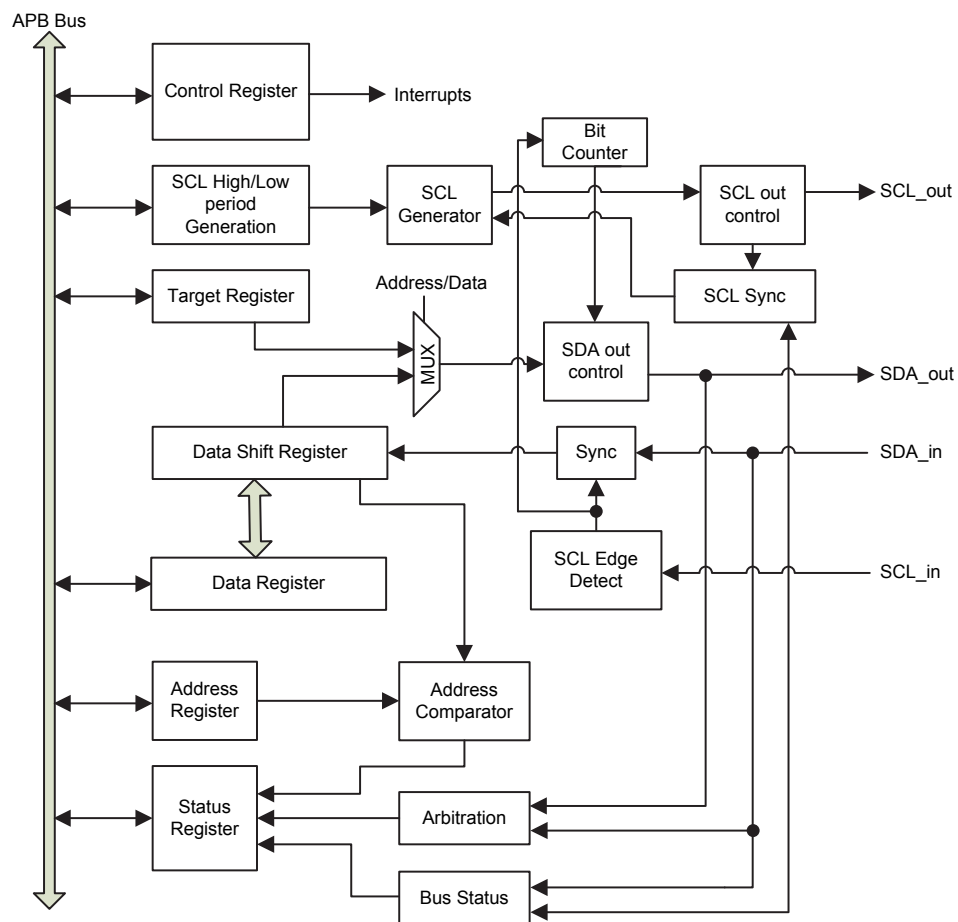 APB Bus
Control Register
Interrupts
Bit
Counter
SCL High/Low
period
Generation
SCL
Generator
SCL out
control
SCL_out
Target Register
Address/Data
SCL Sync
MUX
SDA out
control
SDA_out
Data Shift Register
Sync
SDA_in
SCL Edge
Detect
SCL_in
Data Register
Address
Register
Address
Comparator
Status
Register
Arbitration
Bus Status